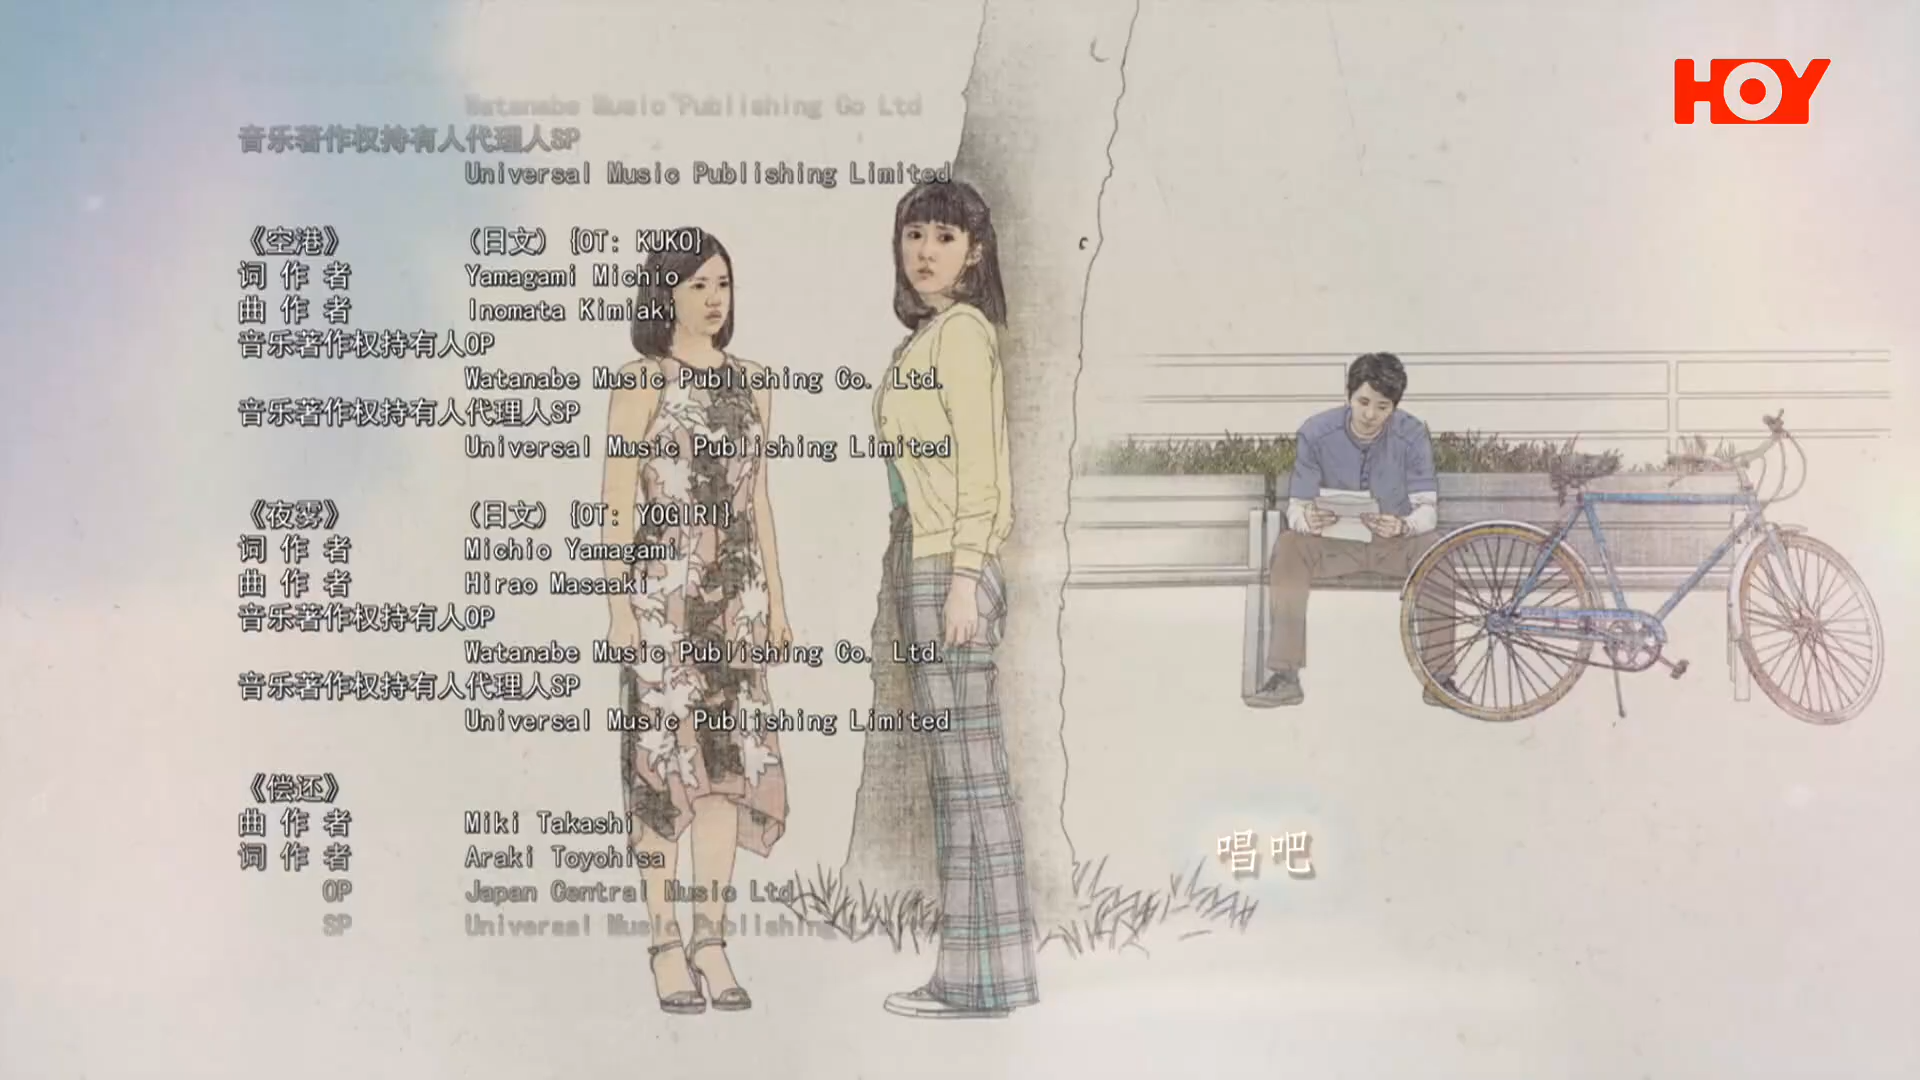 HOY
Watanabe Music Publishing Co Ltd
音乐著作权持有人代理人SP
Universal Music Publishing Limited
《空港》 (日文) {OT: KUKO}
词 作 者 Yamagami Michio
曲 作 者 Inomata Kimiaki
音乐著作权持有人OP
Watanabe Music Publishing Co. Ltd.
音乐著作权持有人代理人SP
Universal Music Publishing Limited
《夜雾》 (日文) {OT: YOGIRI}
词 作 者 Michio Yamagami
曲 作 者 Hirao Masaaki
音乐著作权持有人OP
Watanabe Music Publishing Co. Ltd.
音乐著作权持有人代理人SP
Universal Music Publishing Limited
《偿还》
曲 作 者 Miki Takashi
词 作 者 Araki Toyohisa
OP Japan Central Music Ltd
SP Universal Music Publishing
唱吧